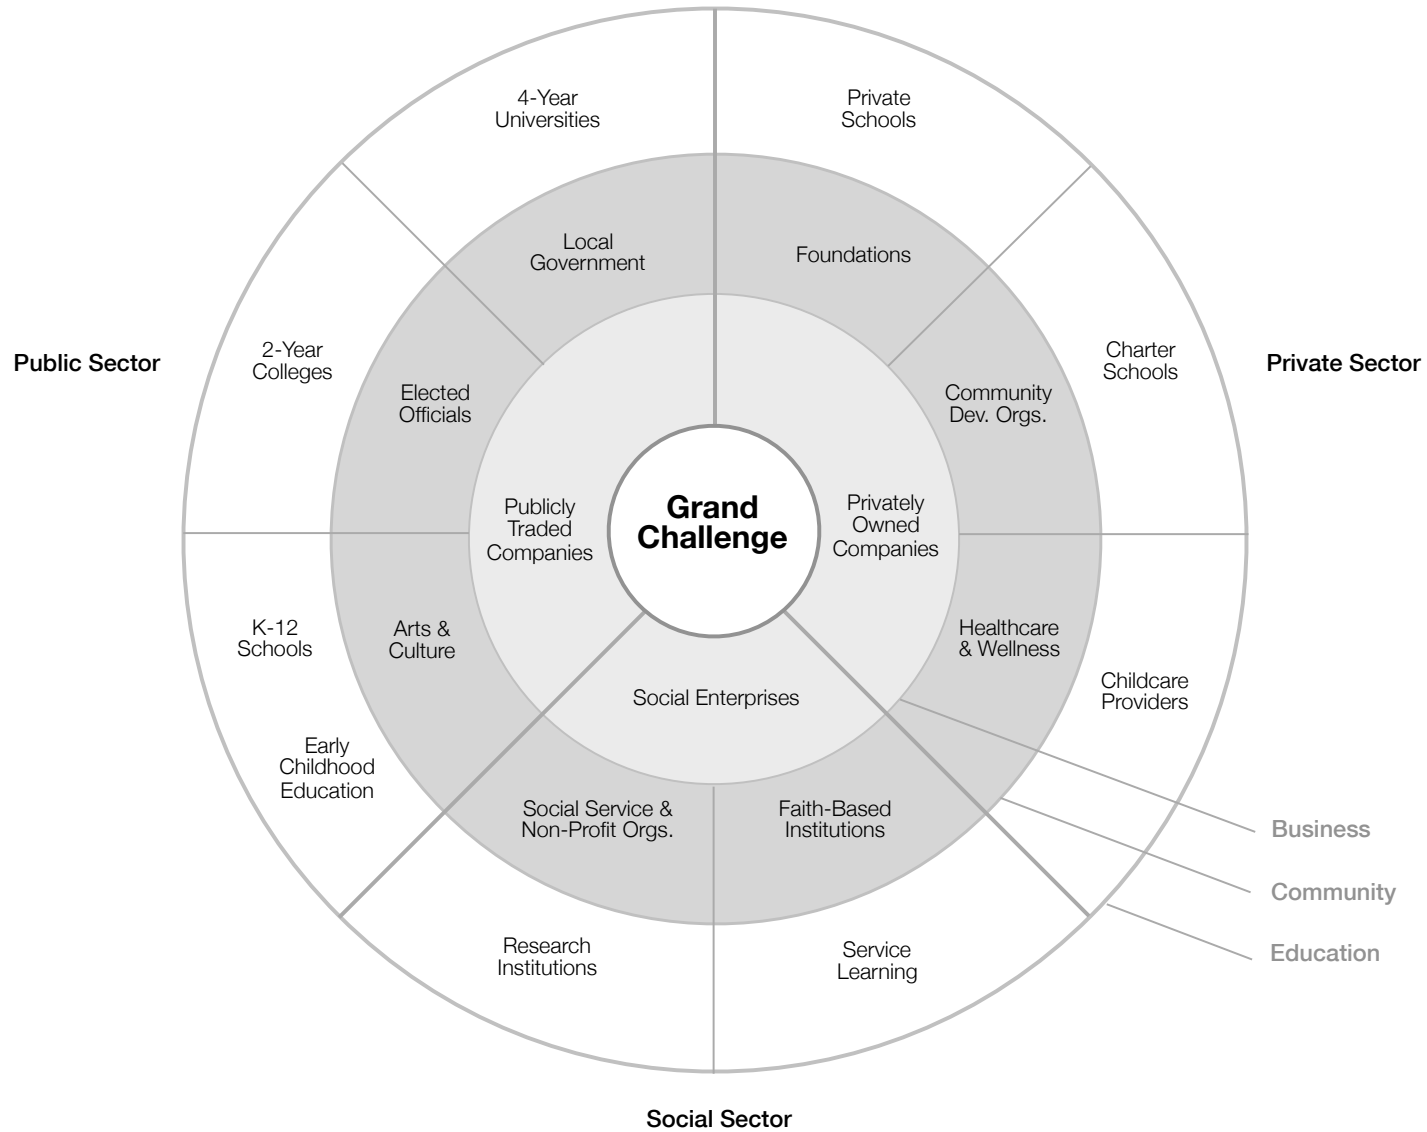 4-Year
Universities
Private
Schools
Local
Government
Foundations
Public Sector
2-Year
Colleges
Elected
Officials
Community
Dev. Orgs.
Charter
Schools
Private Sector
Publicly
Traded
Companies
Grand
Challenge
Privately
Owned
Companies
K-12
Schools
Arts &
Culture
Healthcare
& Wellness
Childcare
Providers
Social Enterprises
Early
Childhood
Education
Social Service &
Non-Profit Orgs.
Faith-Based
Institutions
Business
Community
Education
Research
Institutions
Service
Learning
Social Sector